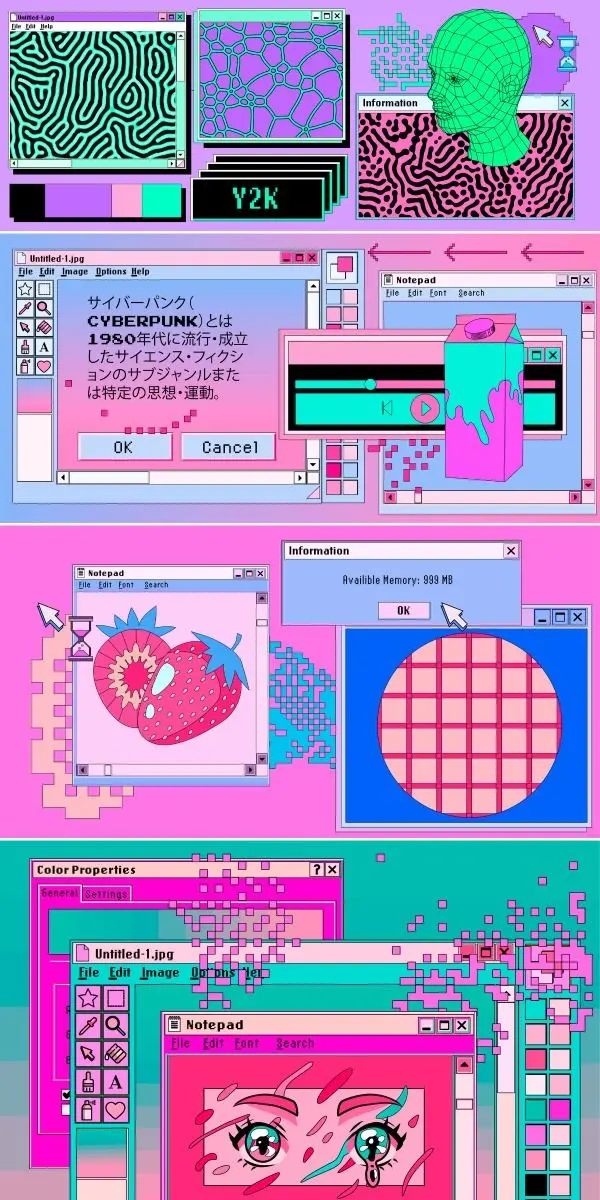 Untitled-1.jpg
File Edit Help
Y2K
Information
Untitled-1.jpg
File Edit Image Options Help
サイバーパンク(
CYBERPUNK)とは
1980年代に流行・成立
したサイエンス・フィクシ
ョンのサブジャンルまた
は特定の思想・運動。
OK Cancel
A
Notepad
File Edit Font Search
Notepad
File Edit Font Search
Information
Availible Memory: 999 MB
OK
Color Properties
General Settings
Untitled-1.jpg
File Edit Image Options
A
Notepad
File Edit Font Search